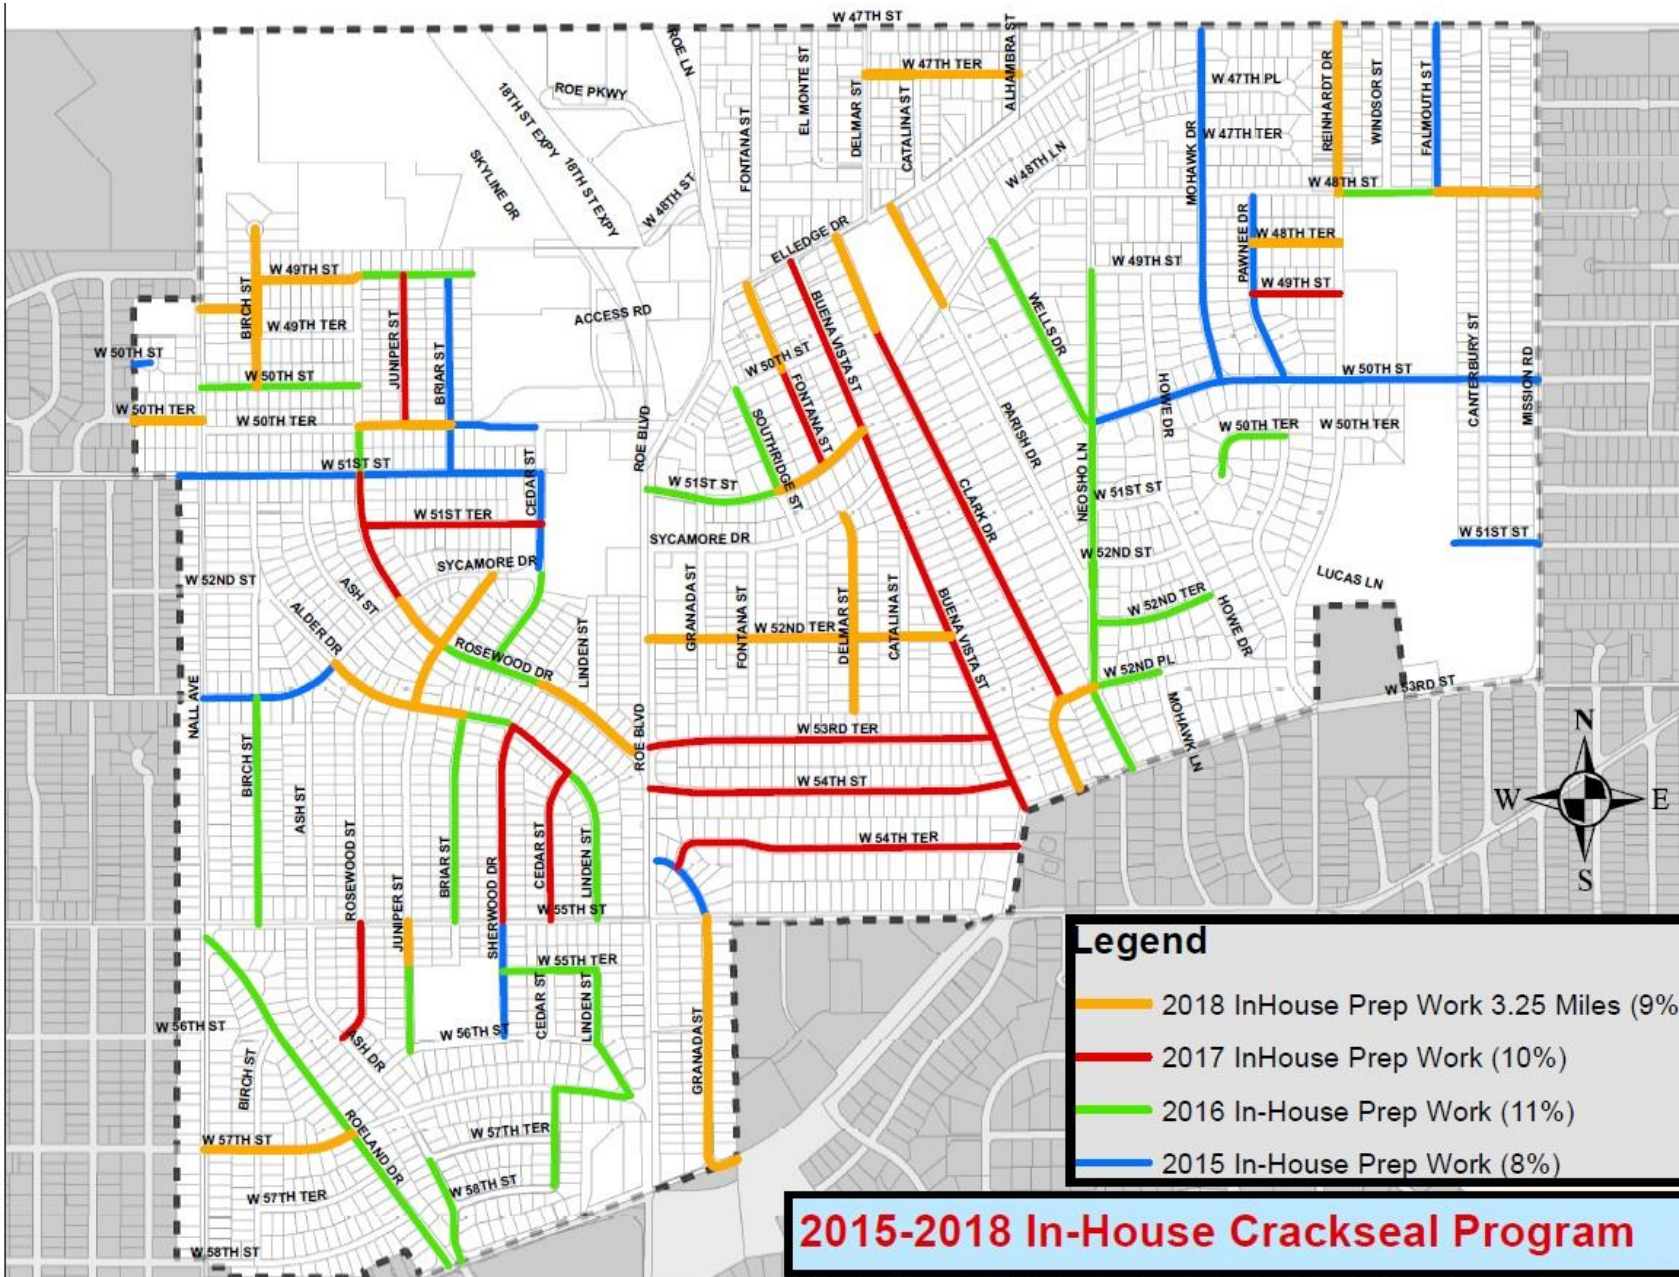 W 47TH ST
ROE LN
ALHAMBRA ST
EL MONTE ST
W 47TH TER
W 47TH PL
REINHARDT DR
WINDSOR ST
FALMOUTH ST
ROE PKWY
18TH ST EXPY
DELMAR ST
CATALINA ST
FONTANA ST
MOHAWK DR
W 47TH TER
SKYLINE DR
18TH ST EXPY
W 48TH ST
W 48TH LN
W 48TH ST
PAWNEE DR
ELLEDGE DR
W 48TH TER
W 49TH ST
W 49TH ST
W 49TH ST
BIRCH ST
W 49TH TER
JUNIPER ST
BRIAR ST
ACCESS RD
BUENA VISTA ST
WELLS DR
CANTERBURY ST
MISSION RD
W 50TH ST
W 50TH ST
W 50TH ST
W 50TH ST
FONTANA ST
HOWE DR
W 50TH TER
W 50TH TER
SOUTHRIDGE ST
ROE BLVD
PARISH DR
W 50TH TER
W 50TH TER
W 51ST ST
CEDAR ST
W 51ST ST
CLARK DR
NEOSHO LN
W 51ST ST
W 51ST TER
SYCAMORE DR
W 51ST ST
SYCAMORE DR
W 52ND ST
W 52ND ST
ASH ST
LUCAS LN
ALDER DR
GRANADA ST
FONTANA ST
W 52ND TER
DELMAR ST
CATALINA ST
BUENA VISTA ST
W 52ND TER
HOWE DR
ROSEWOOD DR
LINDEN ST
W 52ND PL
W 53RD ST
NALL AVE
ROE BLVD
MOHAWK LN
W 53RD TER
BIRCH ST
ASH ST
W 54TH ST
ROSEWOOD ST
JUNIPER ST
BRIAR ST
SHERWOOD DR
CEDAR ST
LINDEN ST
W 54TH TER
W 55TH ST
W 55TH TER
CEDAR ST
LINDEN ST
W 56TH ST
ASH DR
W 56TH ST
GRANADA ST
BIRCH ST
ROELAND DR
W 57TH ST
W 57TH TER
W 58TH ST
W 57TH TER
W 58TH ST
N
W
E
S
Legend
2018 InHouse Prep Work 3.25 Miles (9%
2017 InHouse Prep Work (10%)
2016 In-House Prep Work (11%)
2015 In-House Prep Work (8%)
2015-2018 In-House Crackseal Program